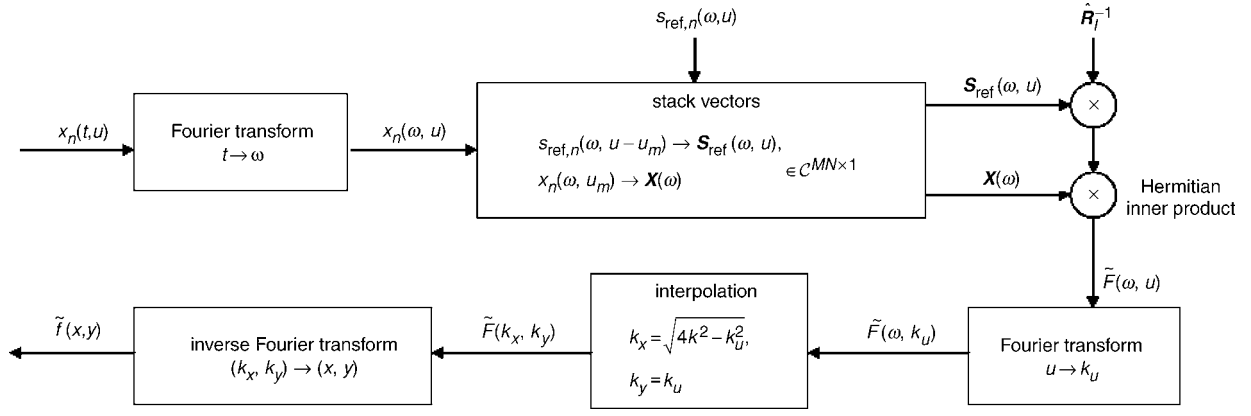 s_ref,n(ω,u)
R̂_I^−1
x_n(t,u)
Fourier transform
t → ω
x_n(ω, u)
stack vectors
s_ref,n(ω, u − u_m) → S_ref(ω, u),
x_n(ω, u_m) → X(ω)
∈ C^MN×1
S_ref(ω, u)
×
X(ω)
×
Hermitian
inner product
F̃(ω, u)
f̃(x,y)
inverse Fourier transform
(k_x, k_y) → (x, y)
F̃(k_x, k_y)
interpolation
k_x = √(4k² − k_u²),
k_y = k_u
F̃(ω, k_u)
Fourier transform
u → k_u